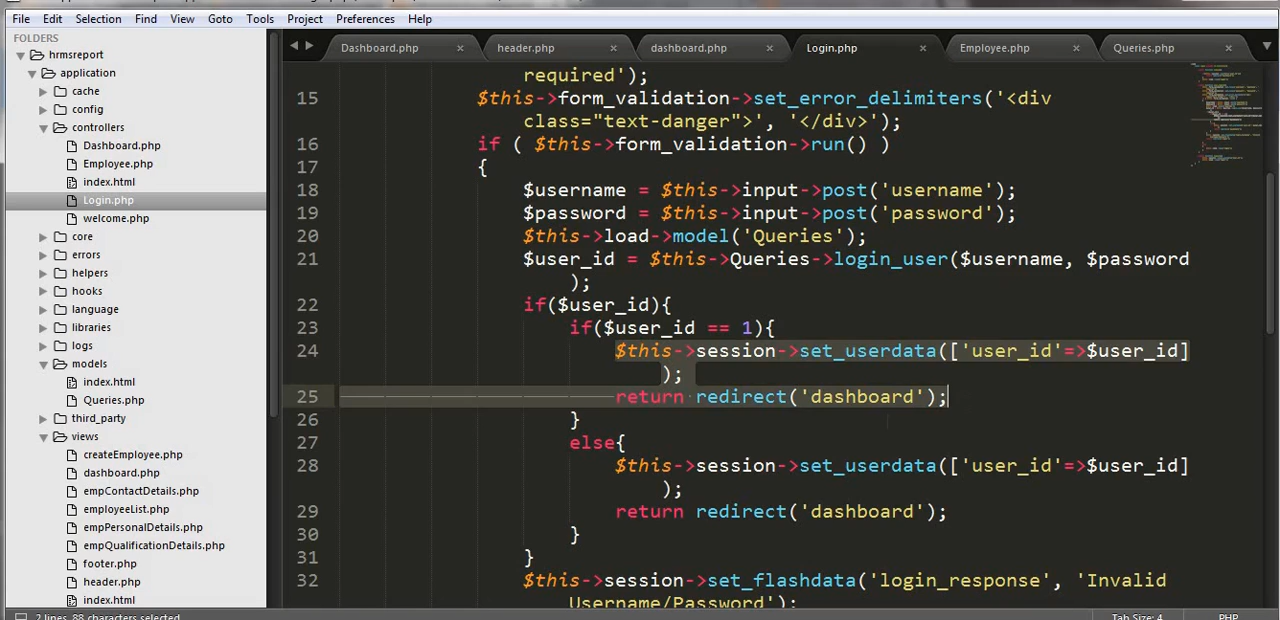 File Edit Selection Find View Goto Tools Project Preferences Help
FOLDERS
hrmsreport
application
cache
config
controllers
Dashboard.php
Employee.php
index.html
Login.php
welcome.php
core
errors
helpers
hooks
language
libraries
logs
models
index.html
Queries.php
third_party
views
createEmployee.php
dashboard.php
empContactDetails.php
employeeList.php
empPersonalDetails.php
empQualificationDetails.php
footer.php
header.php
index.html
Dashboard.php header.php dashboard.php Login.php Employee.php Queries.php
required');
15 $this->form_validation->set_error_delimiters('<div
class="text-danger">', '</div>');
16 if ( $this->form_validation->run() )
17 {
18 $username = $this->input->post('username');
19 $password = $this->input->post('password');
20 $this->load->model('Queries');
21 $user_id = $this->Queries->login_user($username, $password
);
22 if($user_id){
23 if($user_id == 1){
24 $this->session->set_userdata(['user_id'=>$user_id]
);
25 return redirect('dashboard');
26 }
27 else{
28 $this->session->set_userdata(['user_id'=>$user_id]
);
29 return redirect('dashboard');
30 }
31 }
32 $this->session->set_flashdata('login_response', 'Invalid
Username/Password');
2 lines, 88 characters selected Tab Size: 4 PHP